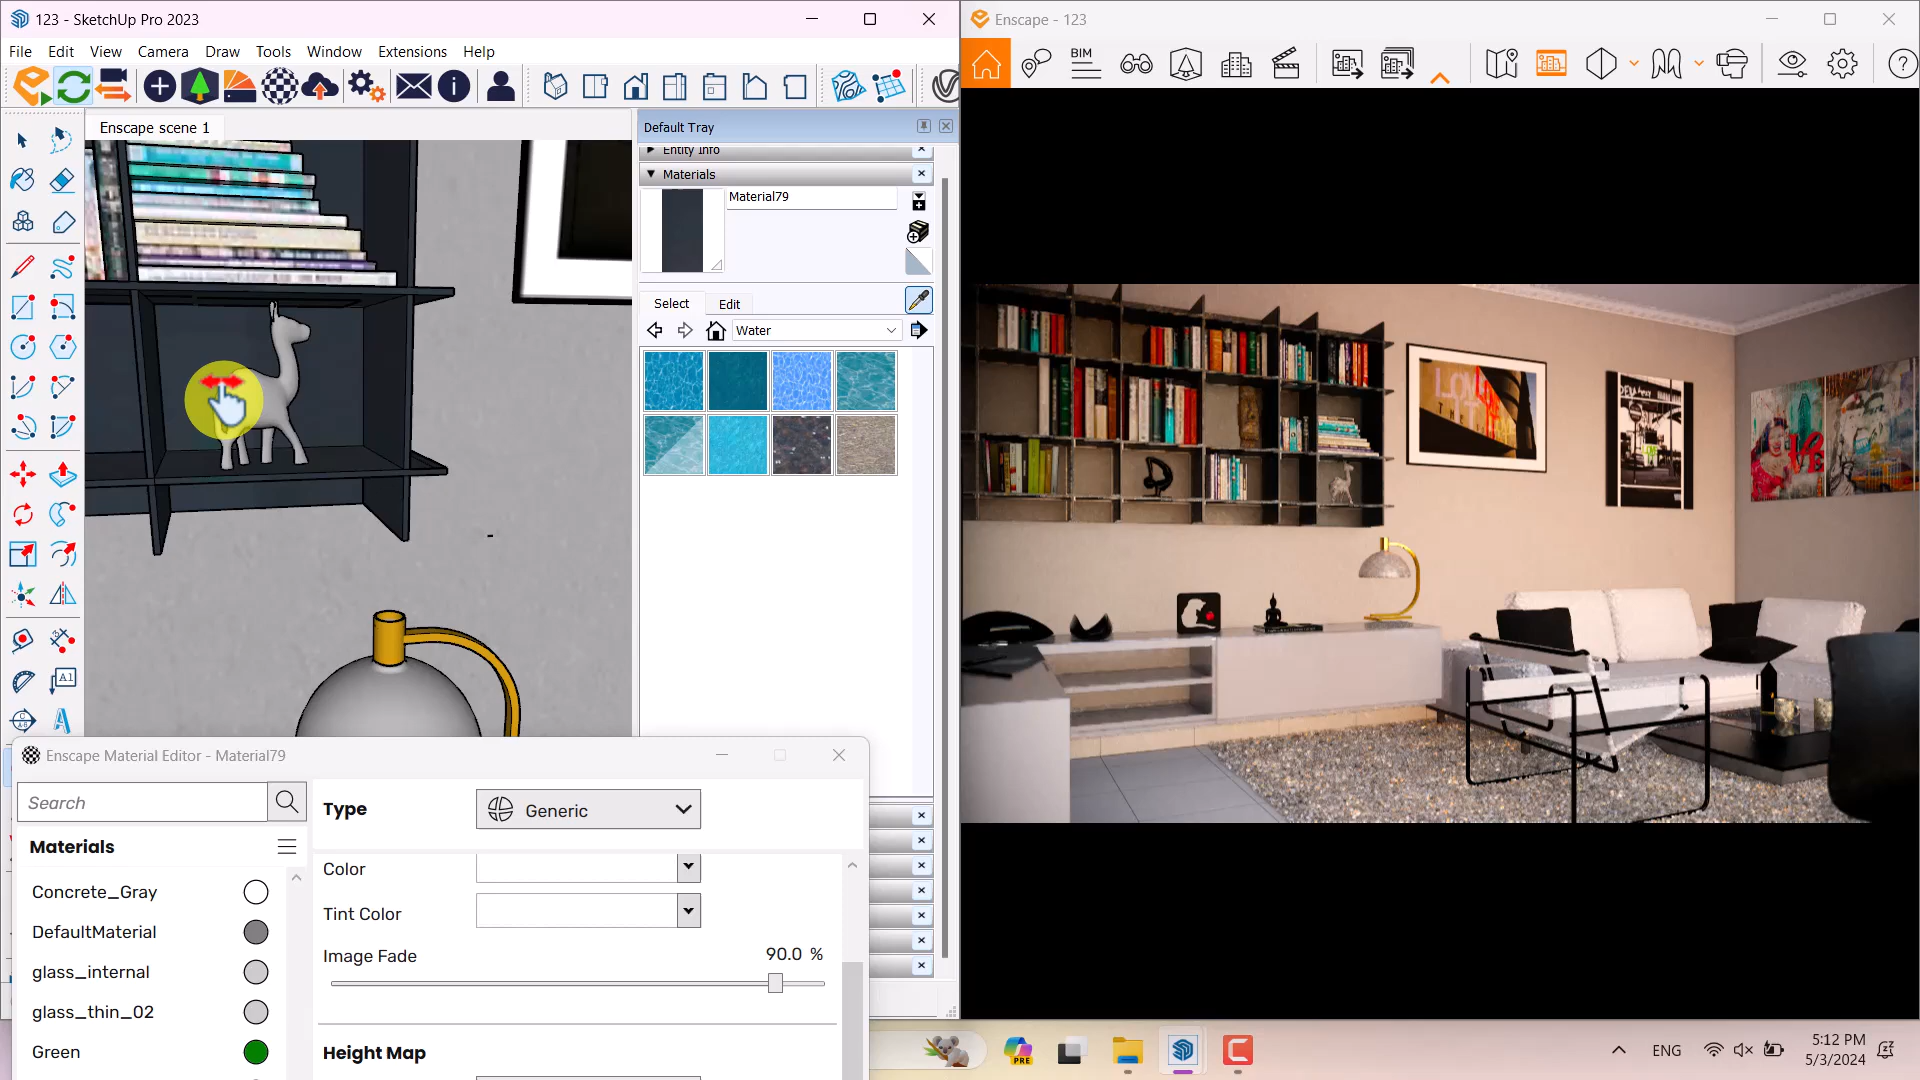 123 - SketchUp Pro 2023
File Edit View Camera Draw Tools Window Extensions Help
Enscape scene 1
Default Tray
Entity Info
Materials
Material79
Select Edit
Water
A1
Enscape Material Editor - Material79
Search
Type Generic
Materials
Color
Concrete_Gray
Tint Color
DefaultMaterial
Image Fade 90.0 %
glass_internal
glass_thin_02
Green
Height Map
Enscape - 123
BIM
PRE
ENG
5:12 PM
5/3/2024